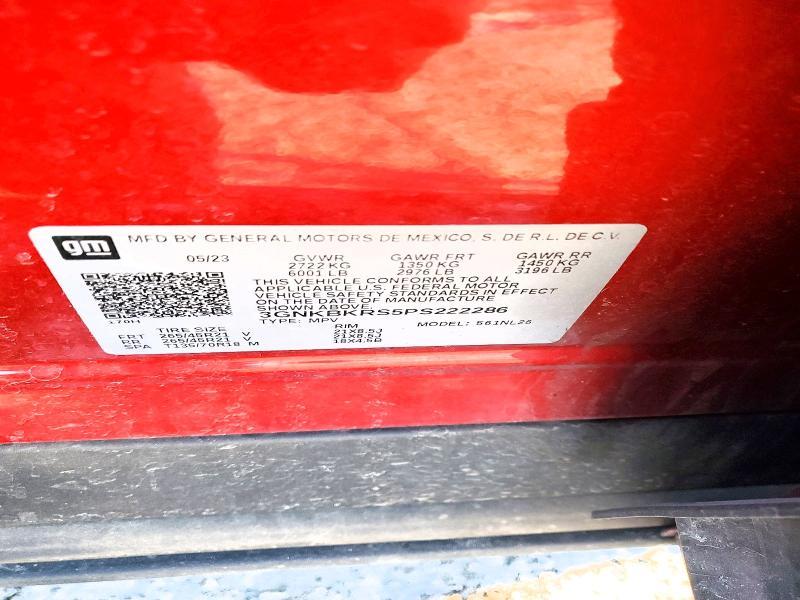 gm MFD BY GENERAL MOTORS DE MEXICO, S. DE R.L. DE C.V.
05/23 GVWR GAWR FRT GAWR RR
2722 KG 1350 KG 1450 KG
6001 LB 2976 LB 3196 LB
THIS VEHICLE CONFORMS TO ALL
APPLICABLE U.S. FEDERAL MOTOR
VEHICLE SAFETY STANDARDS IN EFFECT
ON THE DATE OF MANUFACTURE
SHOWN ABOVE.
3GNKBKRS5PS222286
TYPE: MPV MODEL: 561NL26
TIRE SIZE RIM
FRT 265/45R21 V 21X8.5J
RR 265/45R21 V 21X8.5J
SPA T135/70R18 M 18X4.5B